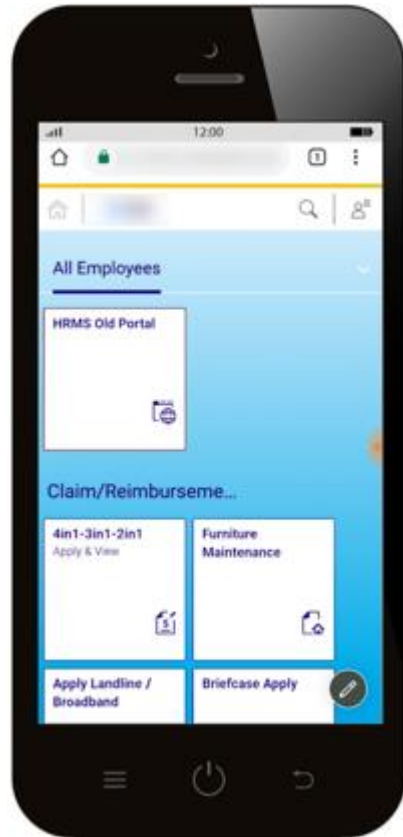 12:00
1
All Employees
HRMS Old Portal
Claim/Reimburseme...
4in1-3in1-2in1
Apply & View
Furniture
Maintenance
Apply Landline /
Broadband
Briefcase Apply